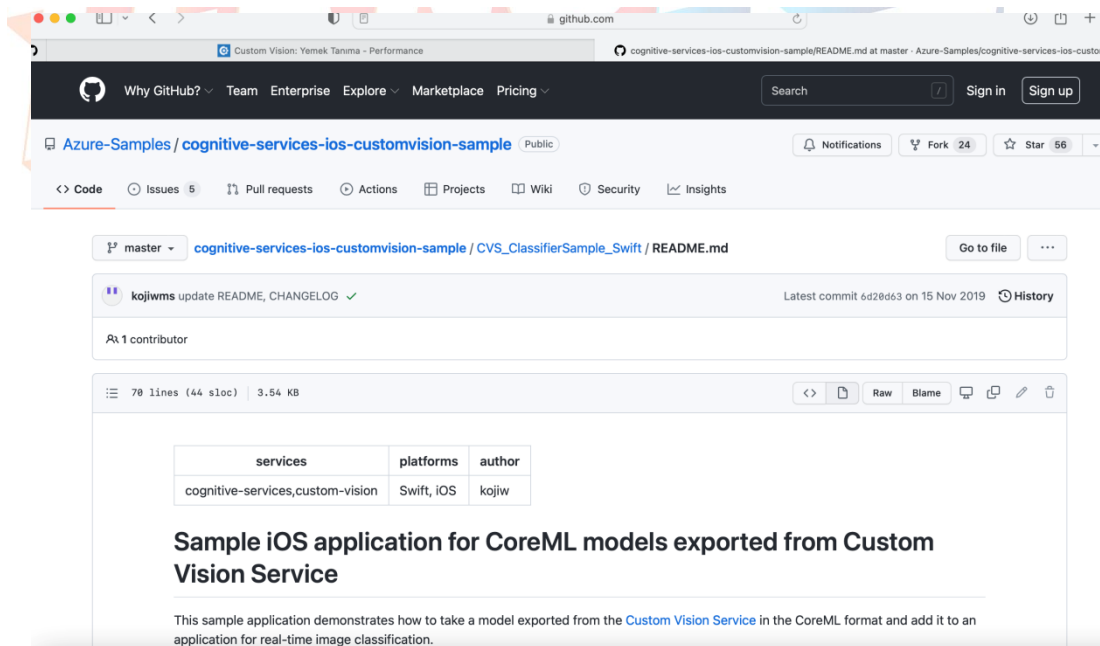 github.com
Custom Vision: Yemek Tanıma - Performance
cognitive-services-ios-customvision-sample/README.md at master · Azure-Samples/cognitive-services-ios-custo
Why GitHub? Team Enterprise Explore Marketplace Pricing
Search / Sign in Sign up
Azure-Samples / cognitive-services-ios-customvision-sample Public
Notifications Fork 24 Star 56
<> Code Issues 5 Pull requests Actions Projects Wiki Security Insights
master cognitive-services-ios-customvision-sample / CVS_ClassifierSample_Swift / README.md Go to file ...
kojiwms update README, CHANGELOG Latest commit 6d20d63 on 15 Nov 2019 History
1 contributor
70 lines (44 sloc) 3.54 KB <> Raw Blame
services platforms author
cognitive-services,custom-vision Swift, iOS kojiw
Sample iOS application for CoreML models exported from Custom
Vision Service
This sample application demonstrates how to take a model exported from the Custom Vision Service in the CoreML format and add it to an
application for real-time image classification.